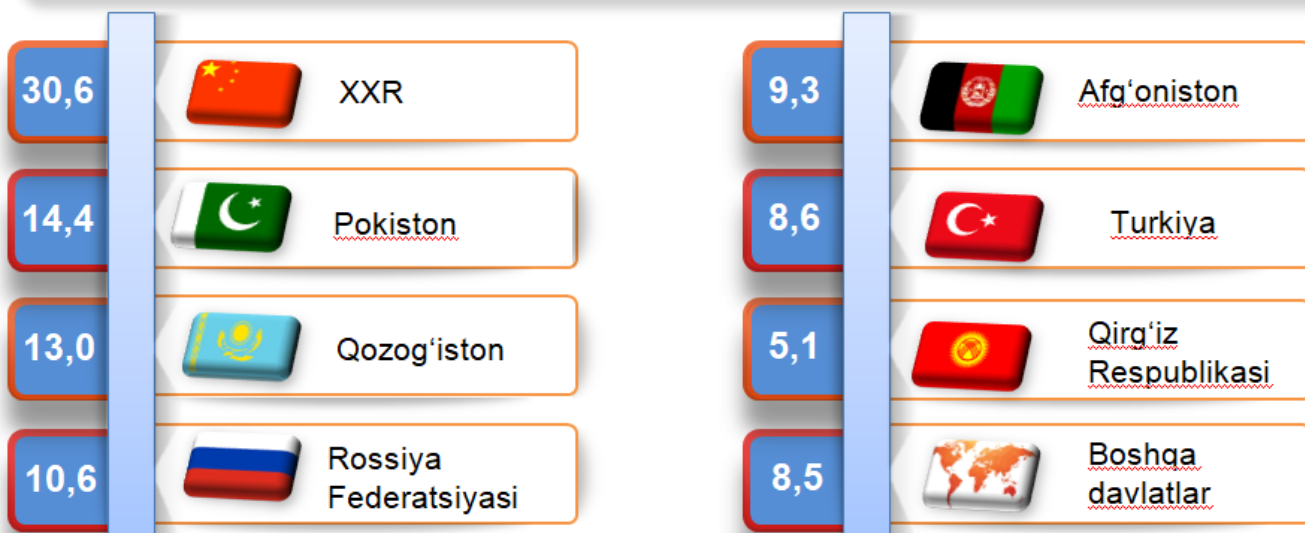 30,6
XXR
14,4
Pokiston
13,0
Qozog‘iston
10,6
Rossiya
Federatsiyasi
9,3
Afg‘oniston
8,6
Turkiya
5,1
Qirg‘iz
Respublikasi
8,5
Boshqa
davlatlar